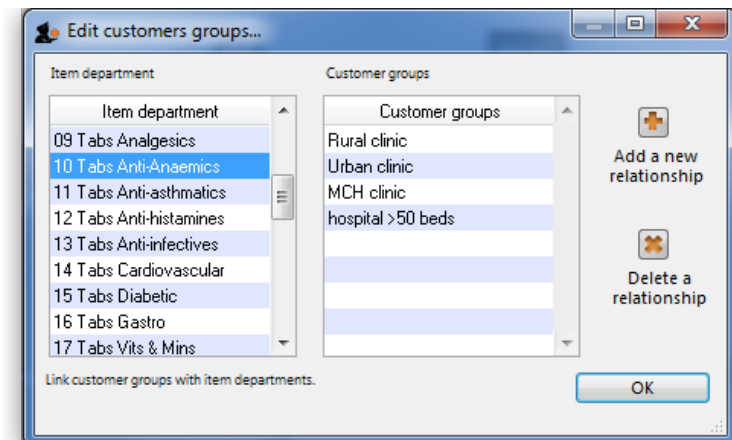 Edit customers groups...
Item department
Customer groups
Item department
09 Tabs Analgesics
10 Tabs Anti-Anaemics
11 Tabs Anti-asthmatics
12 Tabs Anti-histamines
13 Tabs Anti-infectives
14 Tabs Cardiovascular
15 Tabs Diabetic
16 Tabs Gastro
17 Tabs Vits & Mins
Customer groups
Rural clinic
Urban clinic
MCH clinic
hospital >50 beds
Add a new
relationship
Delete a
relationship
Link customer groups with item departments.
OK